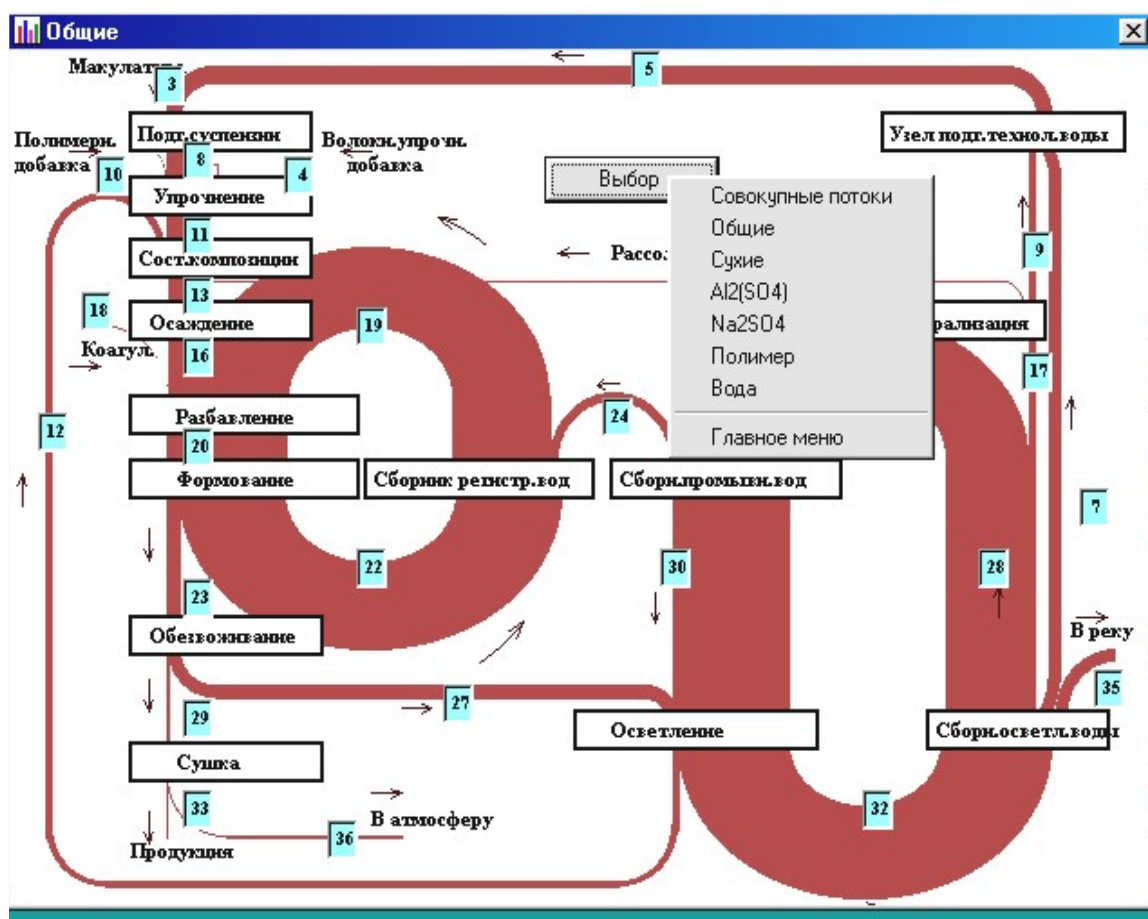 Общие
Макулатура
3
5
Подг.суспензии
Узел подг.технол.воды
Полимерн.
добавка
Волокн.упрочн.
добавка
8
10
4
Выбор
Упрочнение
Совокупные потоки
Общие
Сухие
Al2(SO4)
Na2SO4
Полимер
Вода
Главное меню
11
9
Сост.композиции
13
18
19
Осаждение
Коагул.
16
17
24
12
Разбавление
20
Формование
Сборник регистр.вод
Сборн.промывн.вод
7
22
30
28
23
Обезвоживание
В реку
35
27
29
Осветление
Сборн.осветл.воды
Сушка
33
32
В атмосферу
36
Продукция